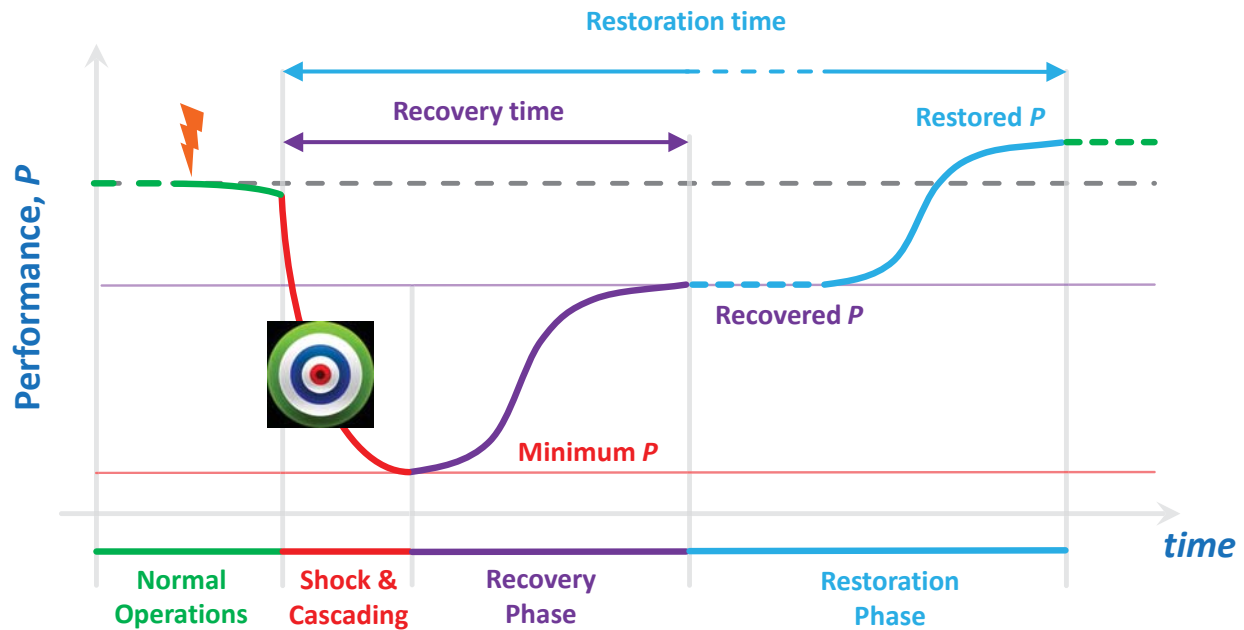 Restoration time
Recovery time
Restored P
Performance, P
Recovered P
Minimum P
time
Normal
Operations
Shock &
Cascading
Recovery
Phase
Restoration
Phase